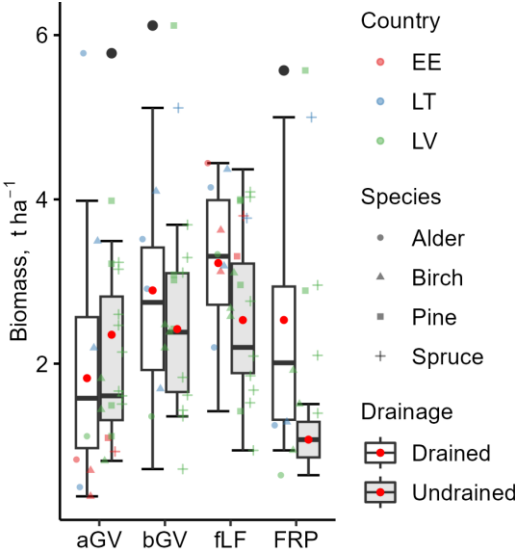 Biomass, t ha⁻¹
6
4
2
aGV bGV fLF FRP
Country
EE
LT
LV
Species
Alder
Birch
Pine
Spruce
Drainage
Drained
Undrained